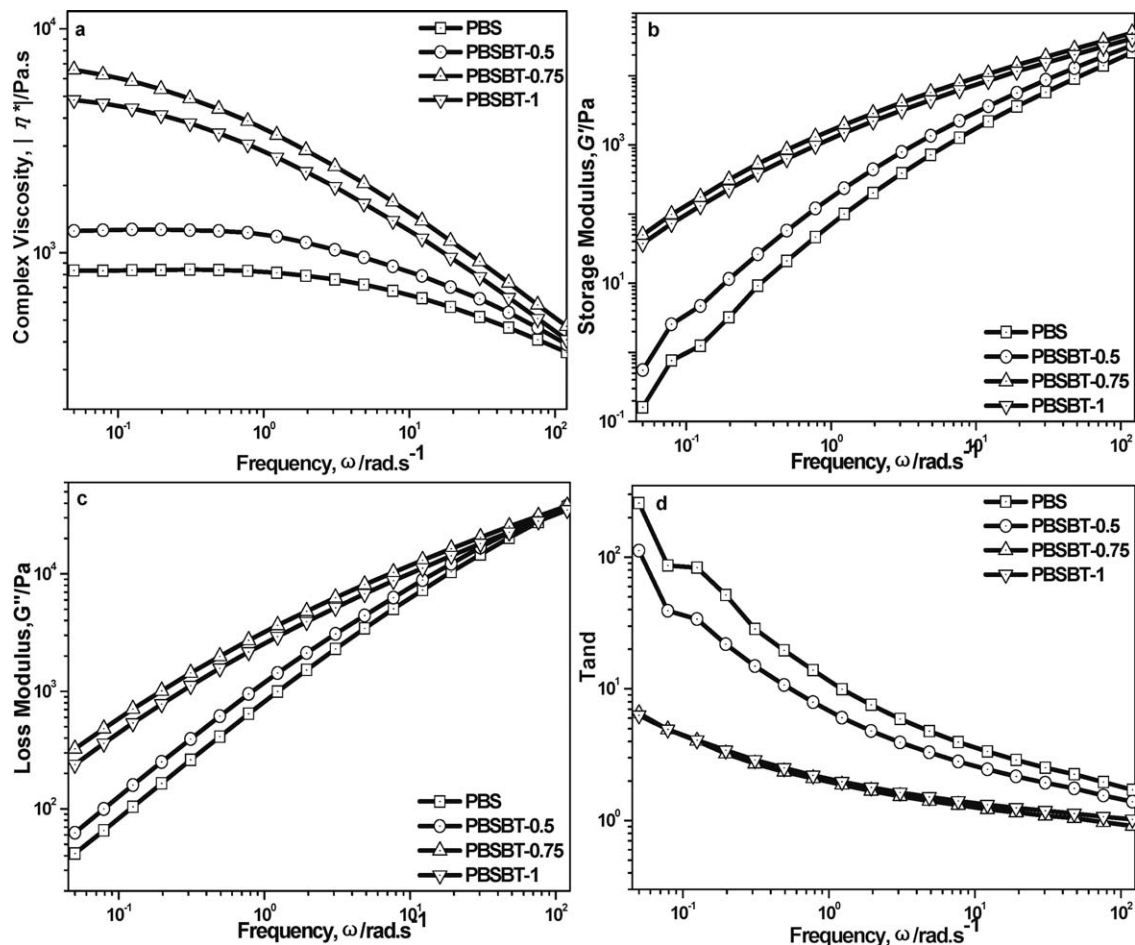 a
PBS
PBSBT-0.5
PBSBT-0.75
PBSBT-1
Complex Viscosity, | η*|/Pa.s
10⁴
10³
10⁻¹ 10⁰ 10¹ 10²
Frequency, ω/rad.s⁻¹
b
Storage Modulus,G'/Pa
10³
10¹
10⁻¹
PBS
PBSBT-0.5
PBSBT-0.75
PBSBT-1
10⁻¹ 10⁰ 10¹ 10²
Frequency, ω/rad.s⁻¹
c
Loss Modulus,G''/Pa
10⁴
10³
10²
PBS
PBSBT-0.5
PBSBT-0.75
PBSBT-1
10⁻¹ 10⁰ 10¹ 10²
Frequency, ω/rad.s⁻¹
d
PBS
PBSBT-0.5
PBSBT-0.75
PBSBT-1
Tand
10²
10¹
10⁰
10⁻¹ 10⁰ 10¹ 10²
Frequency, ω/rad.s⁻¹